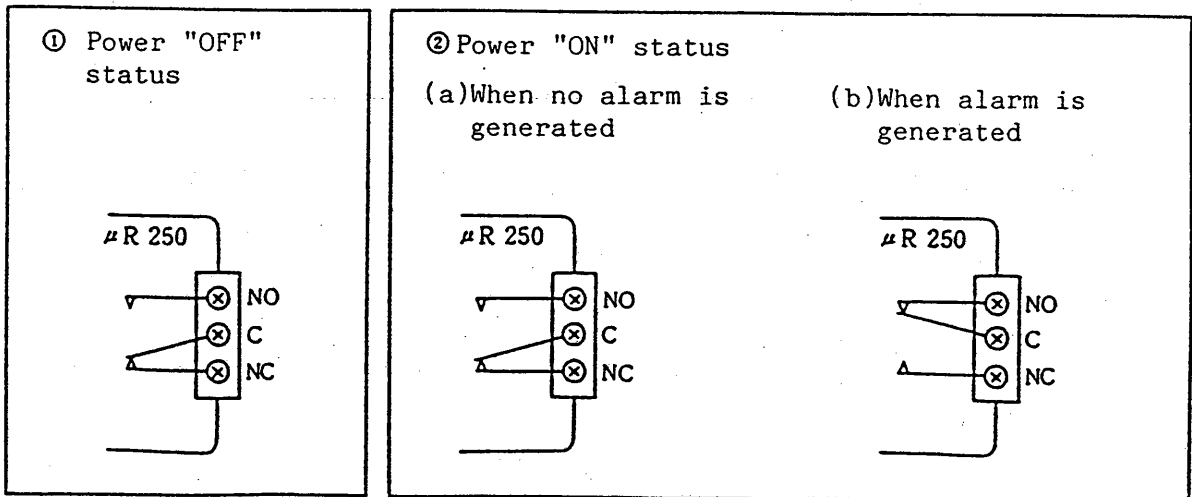 ① Power "OFF"
status
μR 250
NO
C
NC
② Power "ON" status
(a)When no alarm is
generated
μR 250
NO
C
NC
(b)When alarm is
generated
μR 250
NO
C
NC